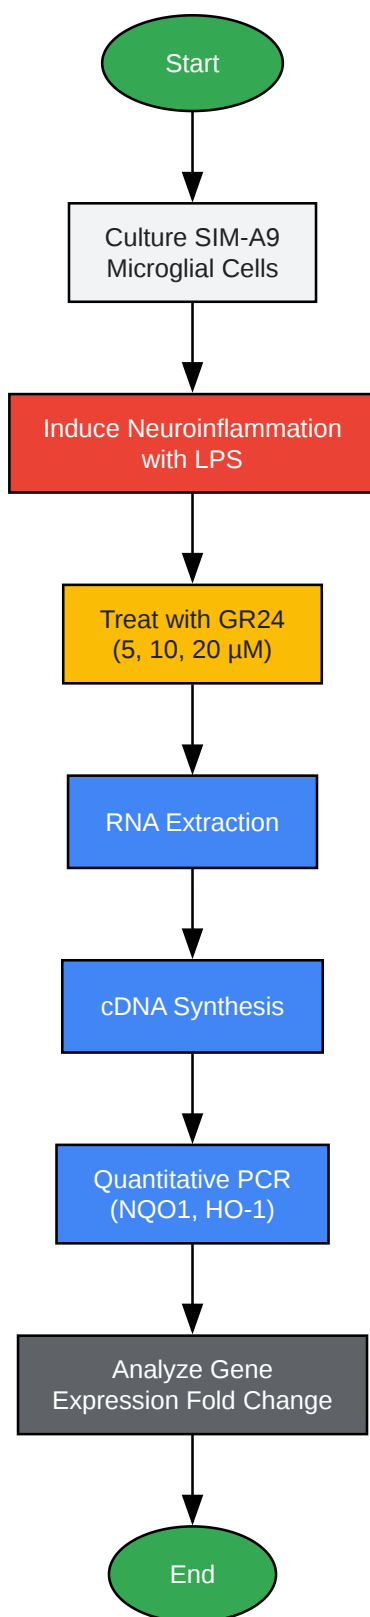 Start
Culture SIM-A9
Microglial Cells
Induce Neuroinflammation
with LPS
Treat with GR24
(5, 10, 20 µM)
RNA Extraction
cDNA Synthesis
Quantitative PCR
(NQO1, HO-1)
Analyze Gene
Expression Fold Change
End